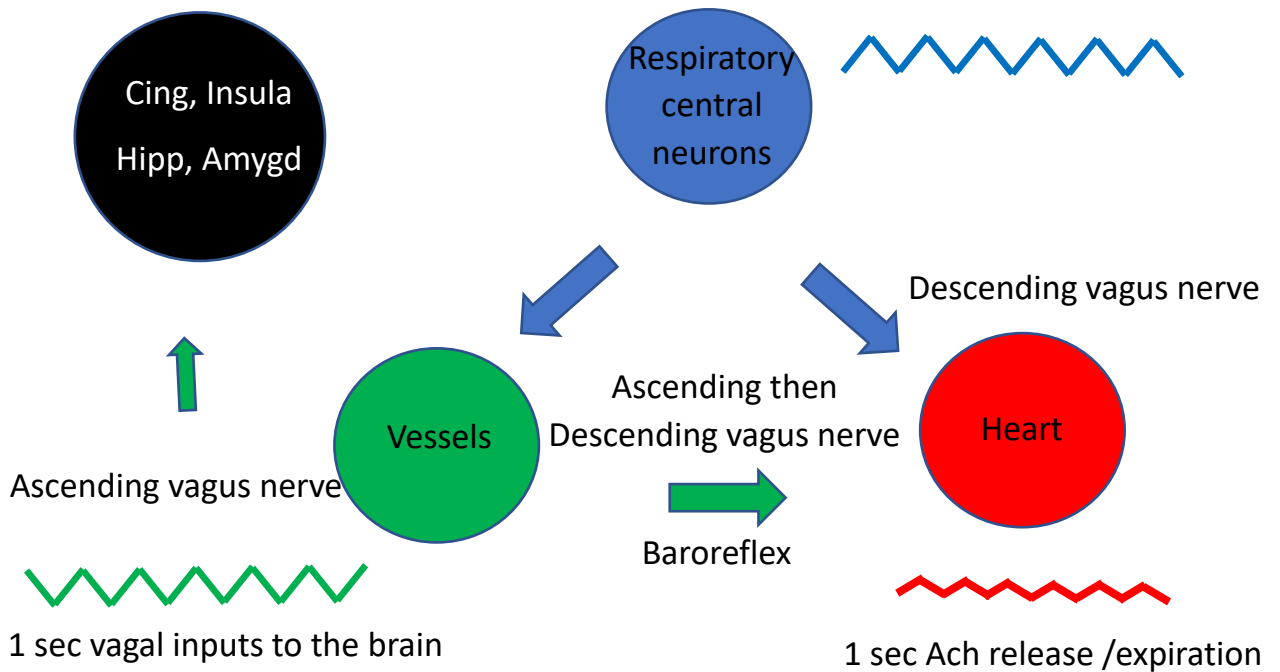 Cing, Insula
Hipp, Amygd
Respiratory
central
neurons
Descending vagus nerve
Vessels
Ascending then
Descending vagus nerve
Heart
Ascending vagus nerve
Baroreflex
1 sec vagal inputs to the brain
1 sec Ach release /expiration